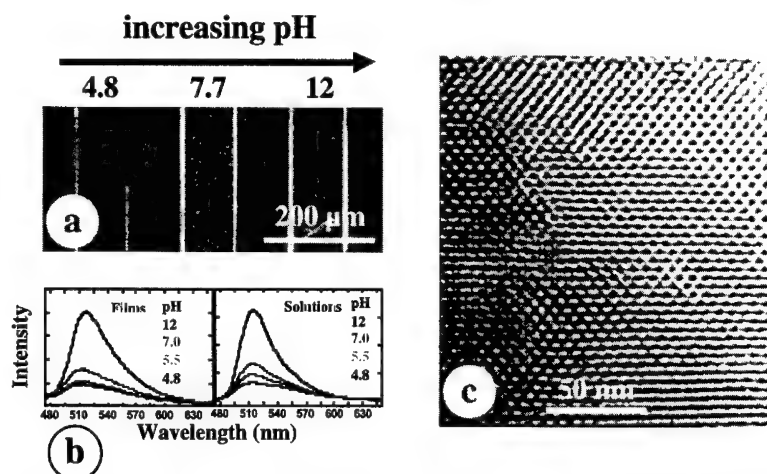 increasing pH
4.8 7.7 12
a
200 µm
Intensity
Films pH
12
7.0
5.5
4.8
Solutions pH
12
7.0
5.5
4.8
480 510 540 570 600 630
480 510 540 570 600 630
Wavelength (nm)
b
c
50 nm